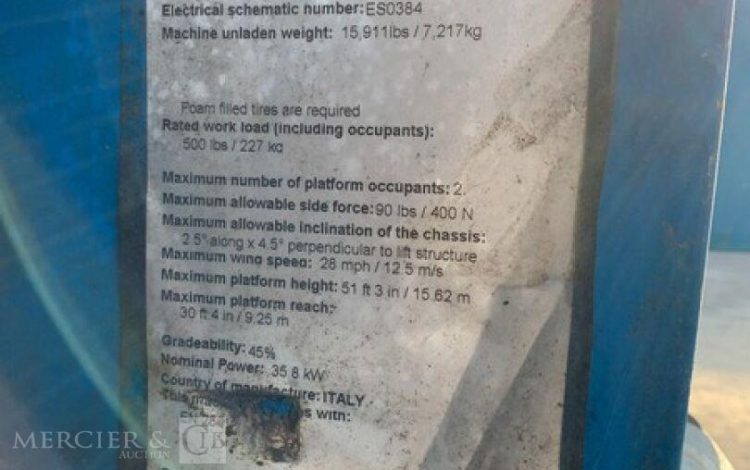 Electrical schematic number: ES0384
Machine unladen weight: 15,911lbs / 7,217kg
Foam filled tires are required
Rated work load (including occupants):
500 lbs / 227 kg
Maximum number of platform occupants: 2
Maximum allowable side force: 90 lbs / 400 N
Maximum allowable inclination of the chassis:
2.5° along x 4.5° perpendicular to lift structure
Maximum wind speed: 28 mph / 12.5 m/s
Maximum platform height: 51 ft 3 in / 15.62 m
Maximum platform reach:
30 ft 4 in / 9.25 m
Gradeability: 45%
Nominal Power: 35.8 kW
Country of manufacture: ITALY
This with:
MERCIER & CIE
AUCTION